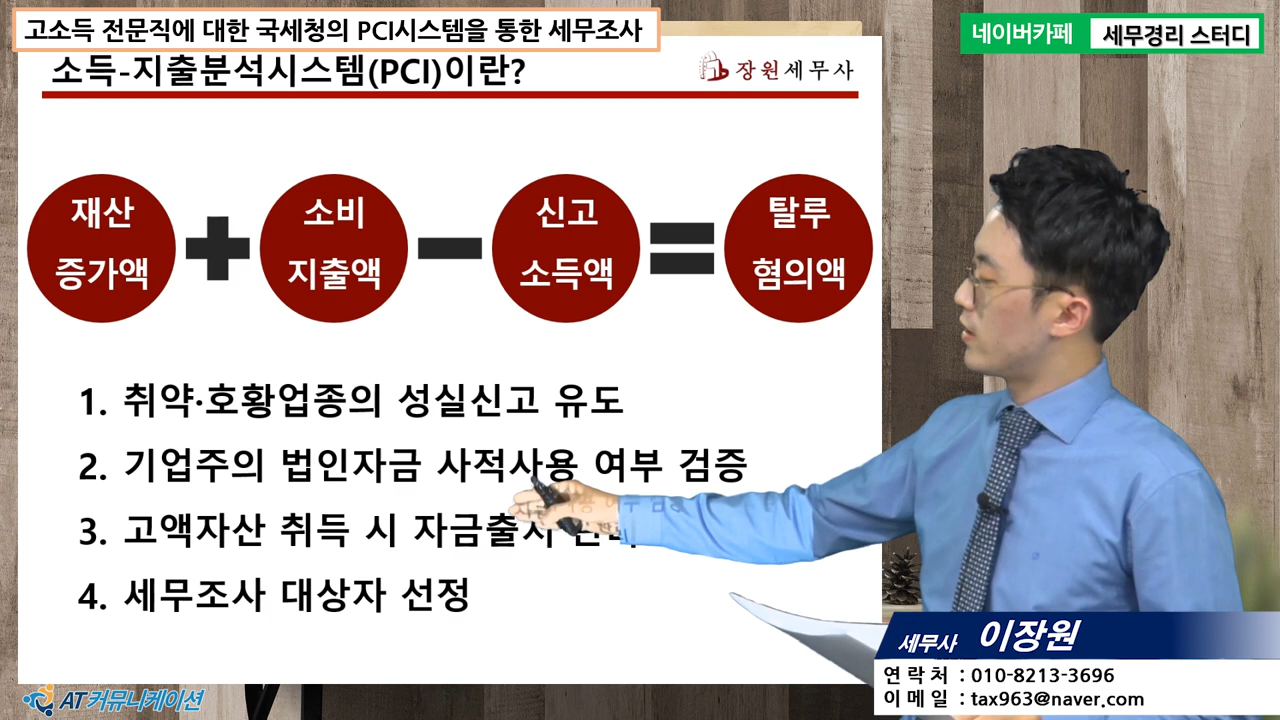 고소득 전문직에 대한 국세청의 PCI시스템을 통한 세무조사
네이버카페 세무경리 스터디
소득-지출분석시스템(PCI)이란?
장원세무사
재산 증가액
+
소비 지출액
-
신고 소득액
=
탈루 혐의액
1. 취약·호황업종의 성실신고 유도
2. 기업주의 법인자금 사적사용 여부 검증
3. 고액자산 취득 시 자금출처
4. 세무조사 대상자 선정
세무사 이장원
연 락 처 : 010-8213-3696
이 메 일 : tax963@naver.com
AT커뮤니케이션